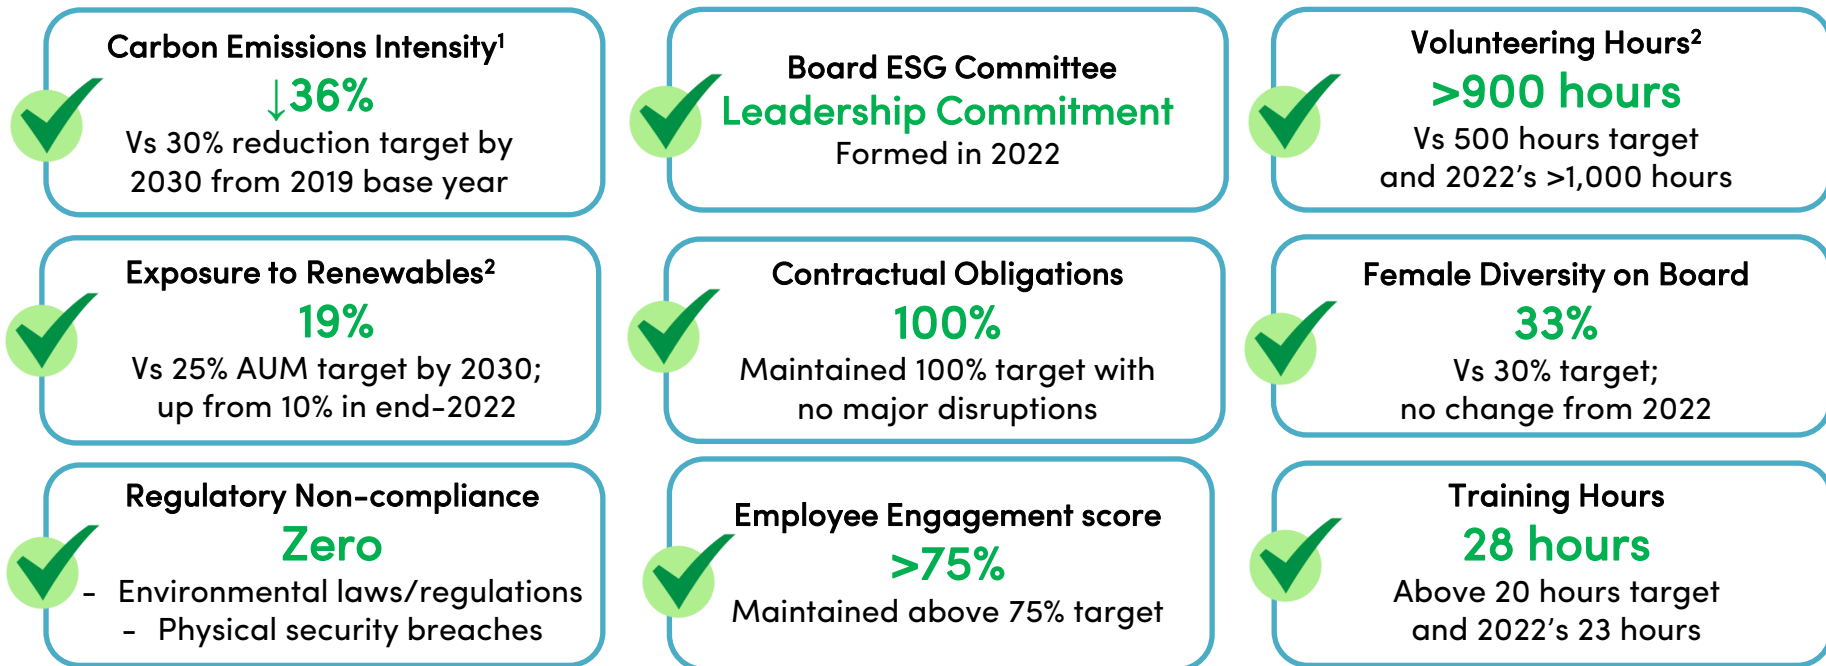 Carbon Emissions Intensity¹
↓36%
Vs 30% reduction target by
2030 from 2019 base year
Board ESG Committee
Leadership Commitment
Formed in 2022
Volunteering Hours²
>900 hours
Vs 500 hours target
and 2022's >1,000 hours
Exposure to Renewables²
19%
Vs 25% AUM target by 2030;
up from 10% in end-2022
Contractual Obligations
100%
Maintained 100% target with
no major disruptions
Female Diversity on Board
33%
Vs 30% target;
no change from 2022
Regulatory Non-compliance
Zero
- Environmental laws/regulations
- Physical security breaches
Employee Engagement score
>75%
Maintained above 75% target
Training Hours
28 hours
Above 20 hours target
and 2022's 23 hours